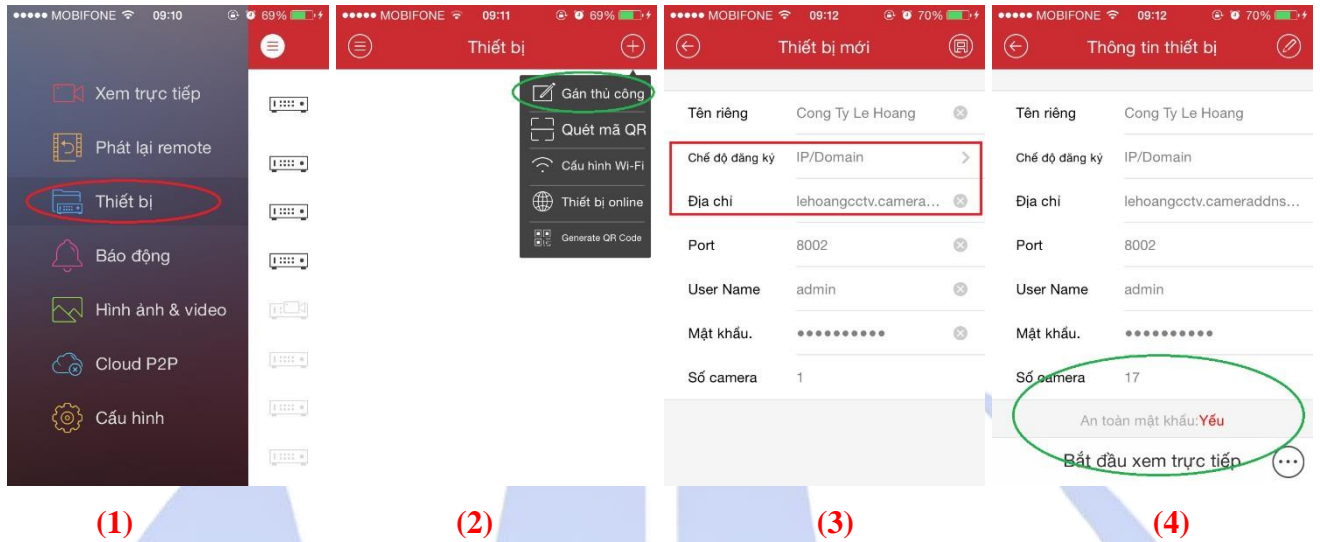 MOBIFONE 09:10 69%
Xem trực tiếp
Phát lại remote
Thiết bị
Báo động
Hình ảnh & video
Cloud P2P
Cấu hình
(1)
MOBIFONE 09:11 69%
Thiết bị
Gán thủ công
Quét mã QR
Cấu hình Wi-Fi
Thiết bị online
Generate QR Code
(2)
MOBIFONE 09:12 70%
Thiết bị mới
Tên riêng Cong Ty Le Hoang
Chế độ đăng ký IP/Domain
Địa chỉ lehoangcctv.camera...
Port 8002
User Name admin
Mật khẩu. ●●●●●●●●●●
Số camera 1
(3)
MOBIFONE 09:12 70%
Thông tin thiết bị
Tên riêng Cong Ty Le Hoang
Chế độ đăng ký IP/Domain
Địa chỉ lehoangcctv.cameraddns...
Port 8002
User Name admin
Mật khẩu. ●●●●●●●●●●
Số camera 17
An toàn mật khẩu:Yếu
Bắt đầu xem trực tiếp
(4)